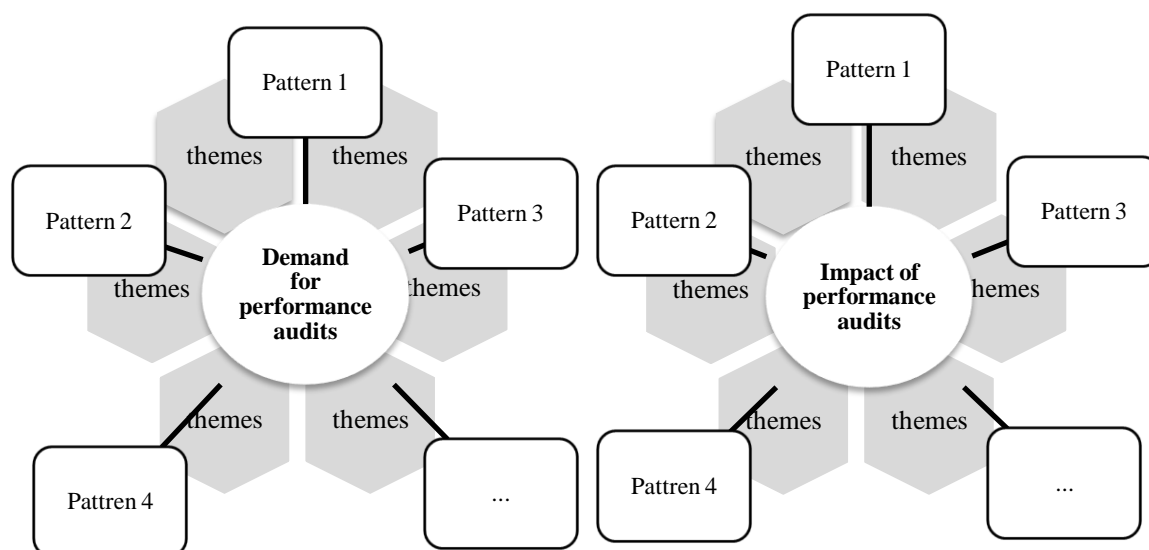 Pattern 1
themes
themes
Pattern 2
Pattern 3
Demand
for
performance
audits
themes
themes
themes
themes
Pattren 4
...
Pattern 1
themes
themes
Pattern 2
Pattern 3
Impact of
performance
audits
themes
themes
themes
themes
Pattren 4
...